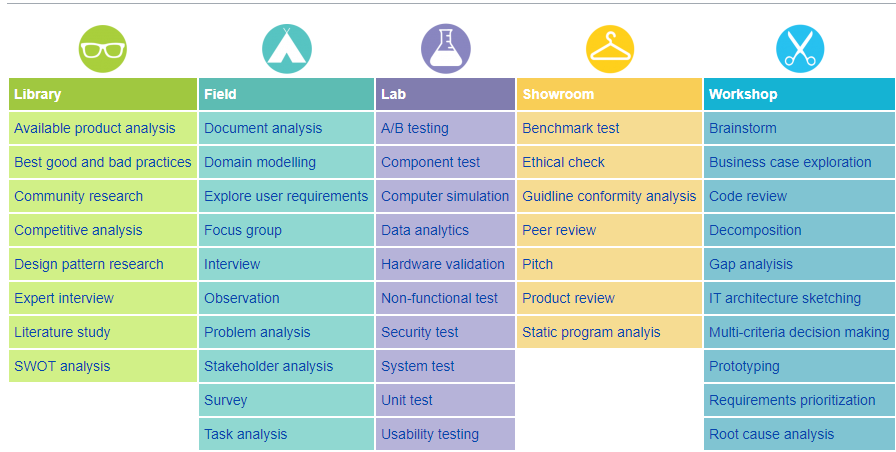 Library Field Lab Showroom Workshop
Available product analysis Document analysis A/B testing Benchmark test Brainstorm
Best good and bad practices Domain modelling Component test Ethical check Business case exploration
Community research Explore user requirements Computer simulation Guidline conformity analysis Code review
Competitive analysis Focus group Data analytics Peer review Decomposition
Design pattern research Interview Hardware validation Pitch Gap analyisis
Expert interview Observation Non-functional test Product review IT architecture sketching
Literature study Problem analysis Security test Static program analyis Multi-criteria decision making
SWOT analysis Stakeholder analysis System test Prototyping
Survey Unit test Requirements prioritization
Task analysis Usability testing Root cause analysis